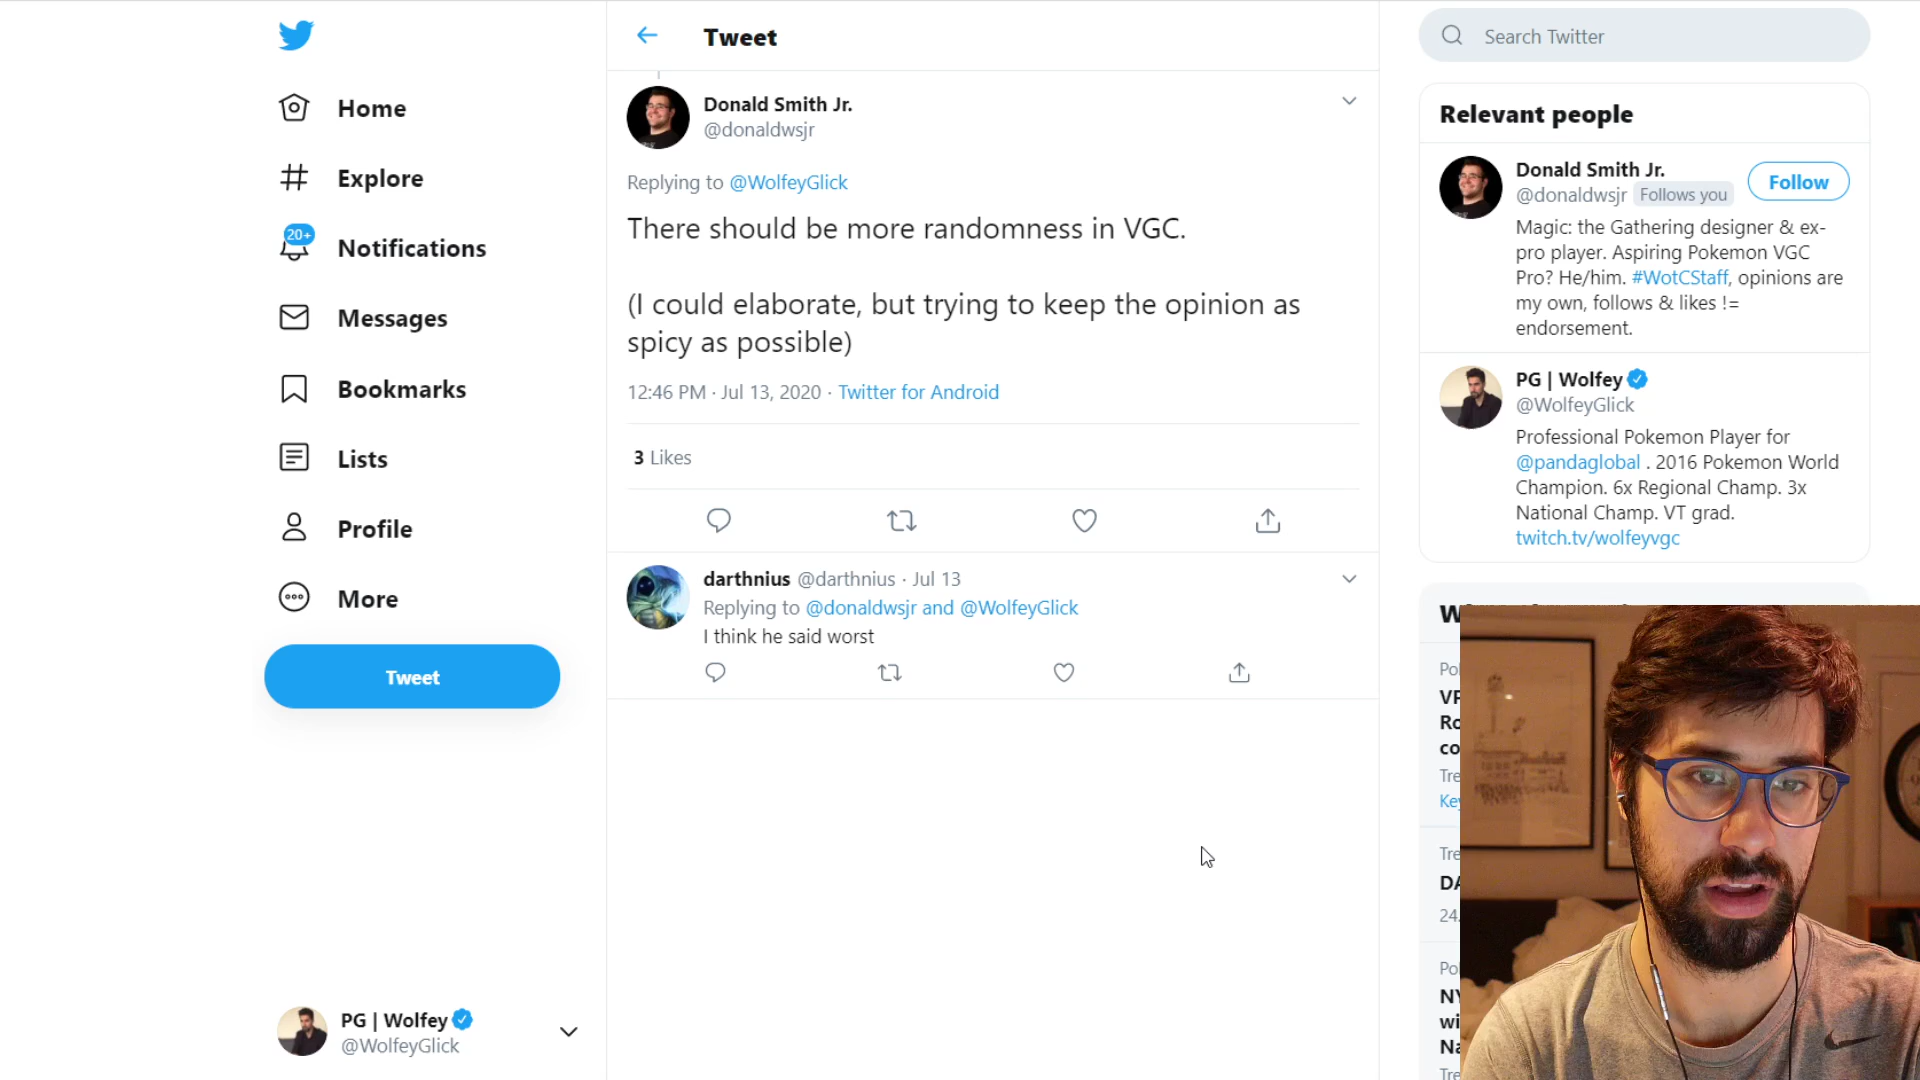 Home
Explore
20+
Notifications
Messages
Bookmarks
Lists
Profile
More
Tweet
PG | Wolfey
@WolfeyGlick
Tweet
Donald Smith Jr.
@donaldwsjr
Replying to @WolfeyGlick
There should be more randomness in VGC.
(I could elaborate, but trying to keep the opinion as
spicy as possible)
12:46 PM · Jul 13, 2020 · Twitter for Android
3 Likes
darthnius @darthnius · Jul 13
Replying to @donaldwsjr and @WolfeyGlick
I think he said worst
Search Twitter
Relevant people
Donald Smith Jr.
@donaldwsjr Follows you
Follow
Magic: the Gathering designer & ex-
pro player. Aspiring Pokemon VGC
Pro? He/him. #WotCStaff, opinions are
my own, follows & likes !=
endorsement.
PG | Wolfey
@WolfeyGlick
Professional Pokemon Player for
@pandaglobal . 2016 Pokemon World
Champion. 6x Regional Champ. 3x
National Champ. VT grad.
twitch.tv/wolfeyvgc